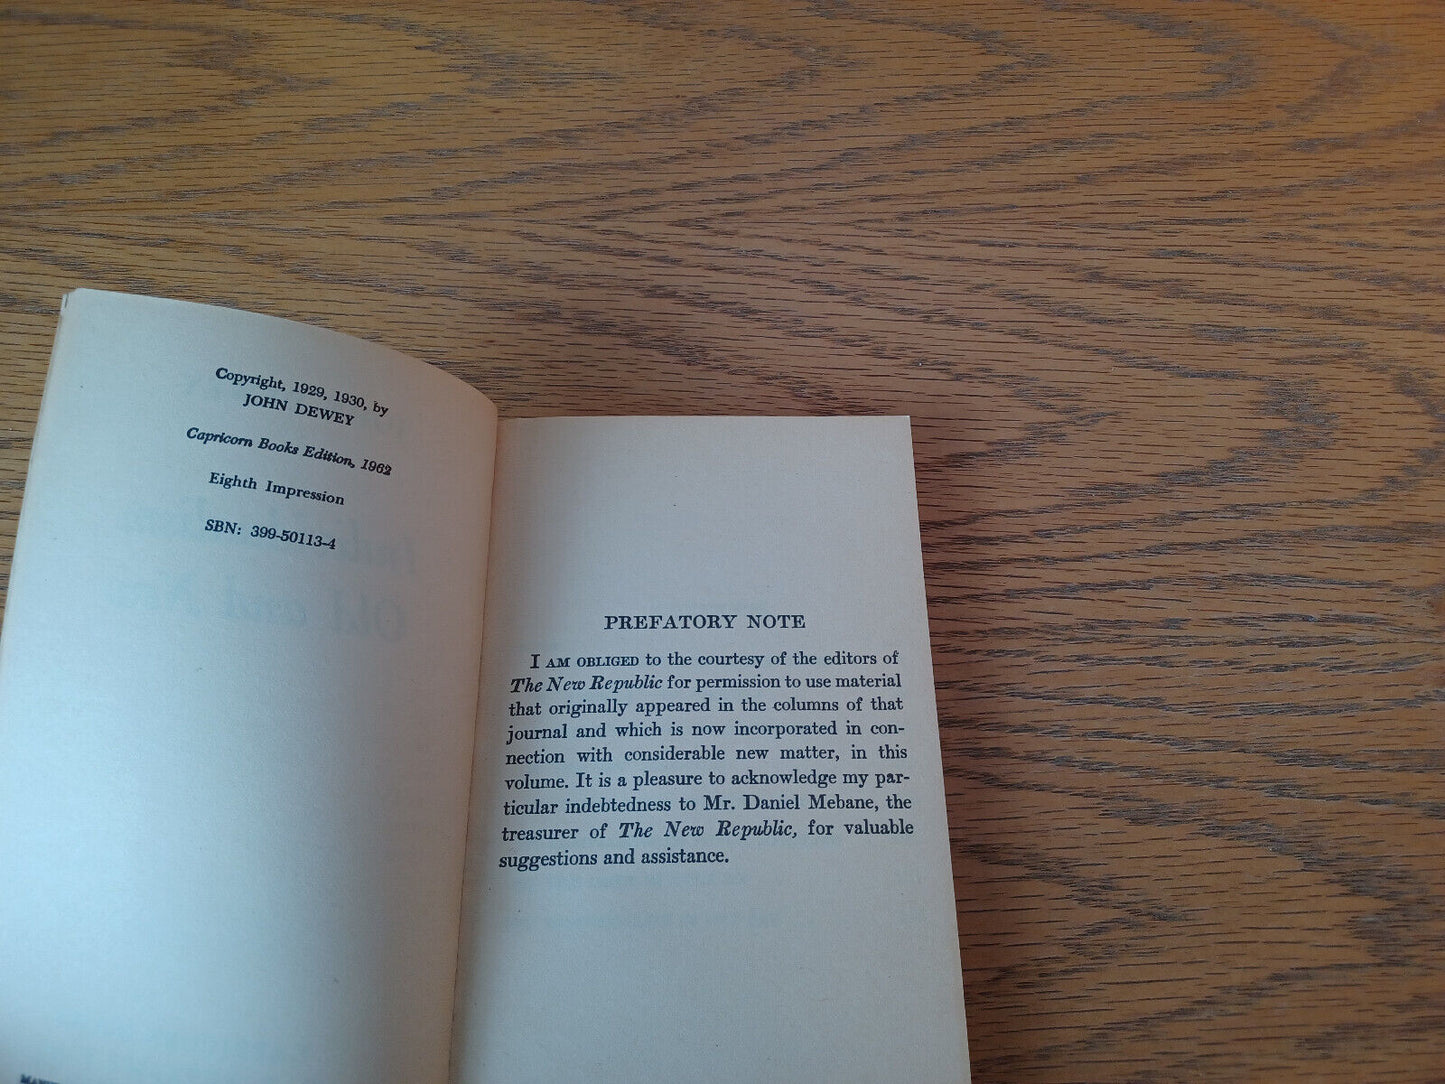 Copyright, 1929, 1930, by
JOHN DEWEY
Capricorn Books Edition, 1962
Eighth Impression
SBN: 399-50113-4
PREFATORY NOTE
I AM OBLIGED to the courtesy of the editors of
The New Republic for permission to use material
that originally appeared in the columns of that
journal and which is now incorporated in con-
nection with considerable new matter, in this
volume. It is a pleasure to acknowledge my par-
ticular indebtedness to Mr. Daniel Mebane, the
treasurer of The New Republic, for valuable
suggestions and assistance.